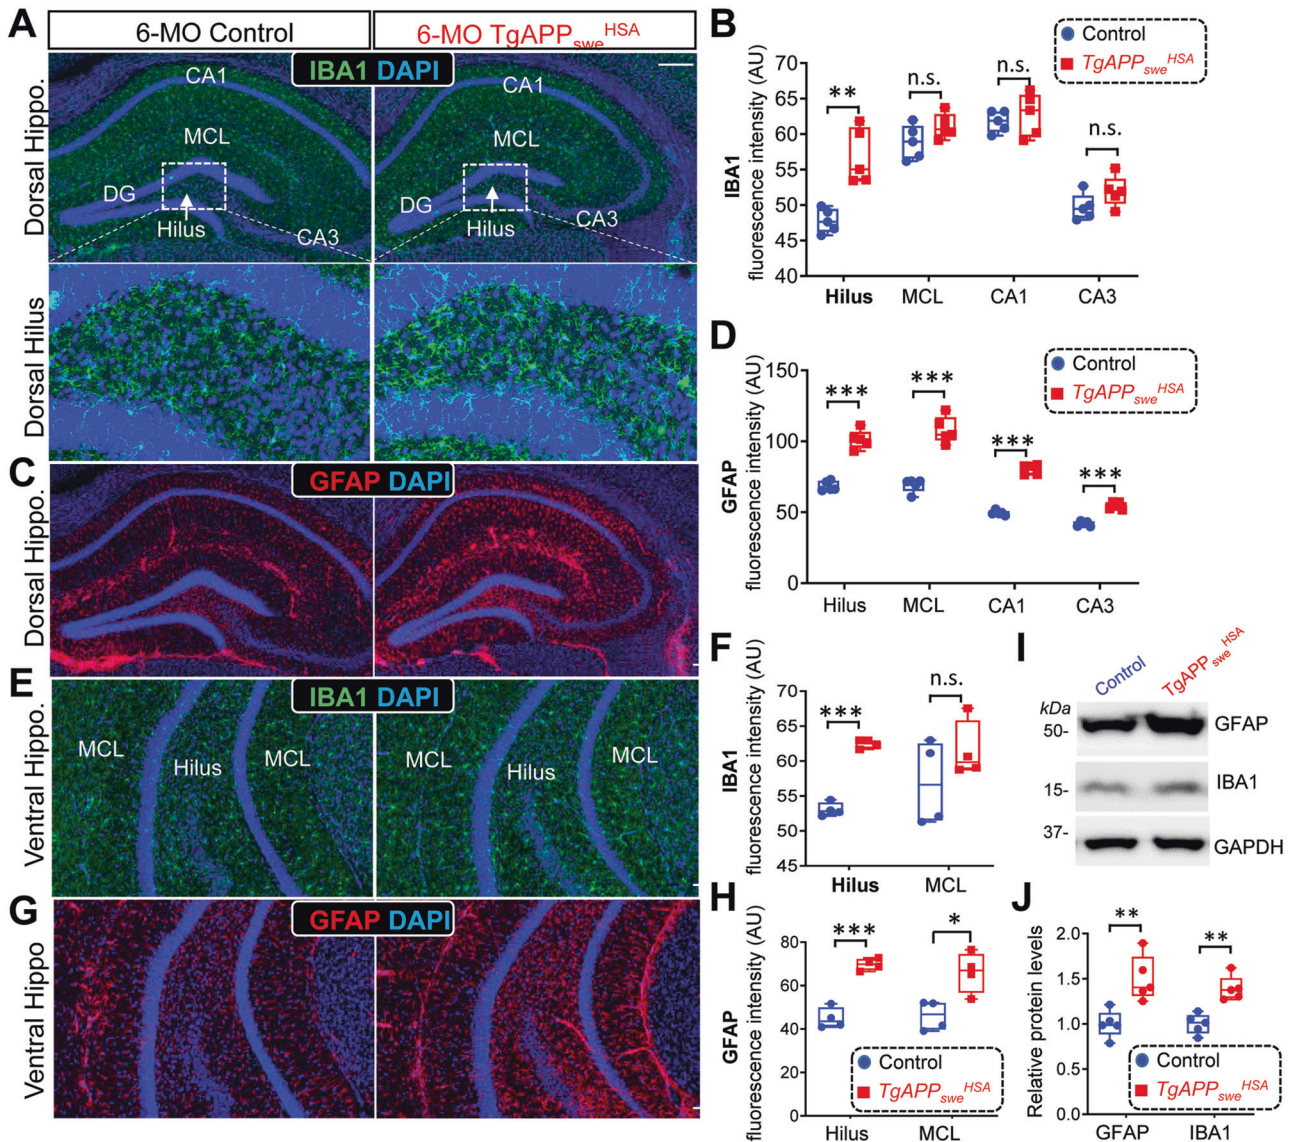 A
6-MO Control
6-MO TgAPPswe^HSA
IBA1 DAPI
Dorsal Hippo.
CA1
MCL
DG
Hilus
CA3
CA1
MCL
DG
Hilus
CA3
Dorsal Hilus
B
Control
TgAPPswe^HSA
IBA1
fluorescence intensity (AU)
70
65
60
55
50
45
40
**
n.s.
n.s.
n.s.
Hilus MCL CA1 CA3
C
GFAP DAPI
Dorsal Hippo.
D
Control
TgAPPswe^HSA
GFAP
fluorescence intensity (AU)
150
100
50
0
***
***
***
***
Hilus MCL CA1 CA3
E
IBA1 DAPI
Ventral Hippo.
MCL
Hilus
MCL
MCL
Hilus
MCL
F
IBA1
fluorescence intensity (AU)
70
65
60
55
50
45
***
n.s.
Hilus MCL
G
GFAP DAPI
Ventral Hippo
H
GFAP
fluorescence intensity (AU)
80
60
40
20
0
***
*
Control
TgAPPswe^HSA
Hilus MCL
I
Control
TgAPPswe^HSA
kDa
50-
GFAP
15-
IBA1
37-
GAPDH
J
Relative protein levels
2.0
1.5
1.0
0.5
0.0
**
**
Control
TgAPPswe^HSA
GFAP IBA1